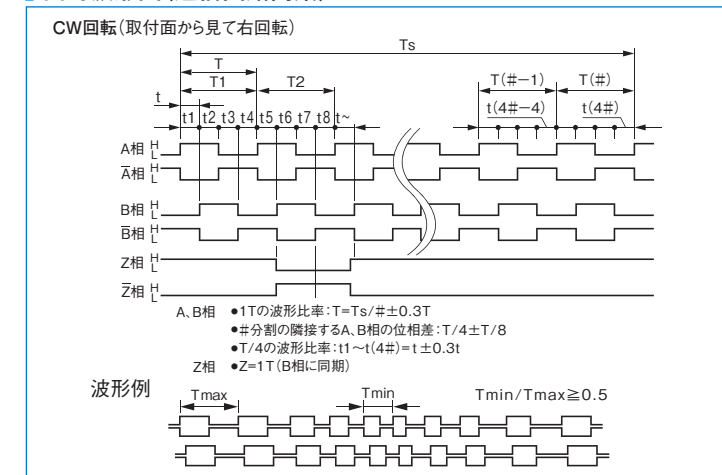 CW回転(取付面から見て右回転)
Ts
T
T1 T2 T(#−1) T(#)
t t(4#−4) t(4#)
t1 t2 t3 t4 t5 t6 t7 t8 t~
A相 H L
A̅相 H L
B相 H L
B̅相 H L
Z相 H L
Z̅相 H L
A、B相 ●1Tの波形比率:T=Ts/#±0.3T
●#分割の隣接するA、B相の位相差:T/4±T/8
●T/4の波形比率:t1~t(4#)=t±0.3t
Z相 ●Z=1T(B相に同期)
波形例 Tmax Tmin Tmin/Tmax≧0.5